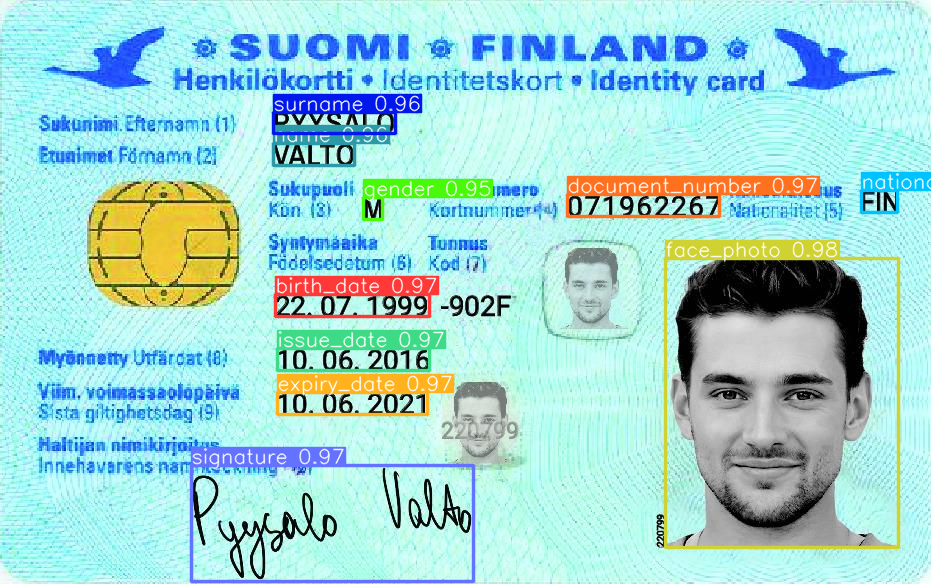 SUOMI FINLAND
Henkilökortti • Identitetskort • Identity card
surname 0.96
Sukunimi Efternamn (1) PYYSALO
name 0.96
Etunimet Förnamn (2) VALTO
Sukupuoli gender 0.95 document_number 0.97
Kön (3) M Kortnummer 071962267 Nationalitet (5) FIN
Syntymäaika Tunnus
Födelsedetum (6) Kod (7)
face_photo 0.98
birth_date 0.97
22. 07. 1999 -902F
issue_date 0.97
Myönnetty Utfärdat (8) 10. 06. 2016
expiry_date 0.97
Viim. voimassaolopäivä 10. 06. 2021
Sista giltighetsdag (9)
220799
Haltijan nimikirjoitus
Innehavarens
signature 0.97
Pyysalo Valto
220799